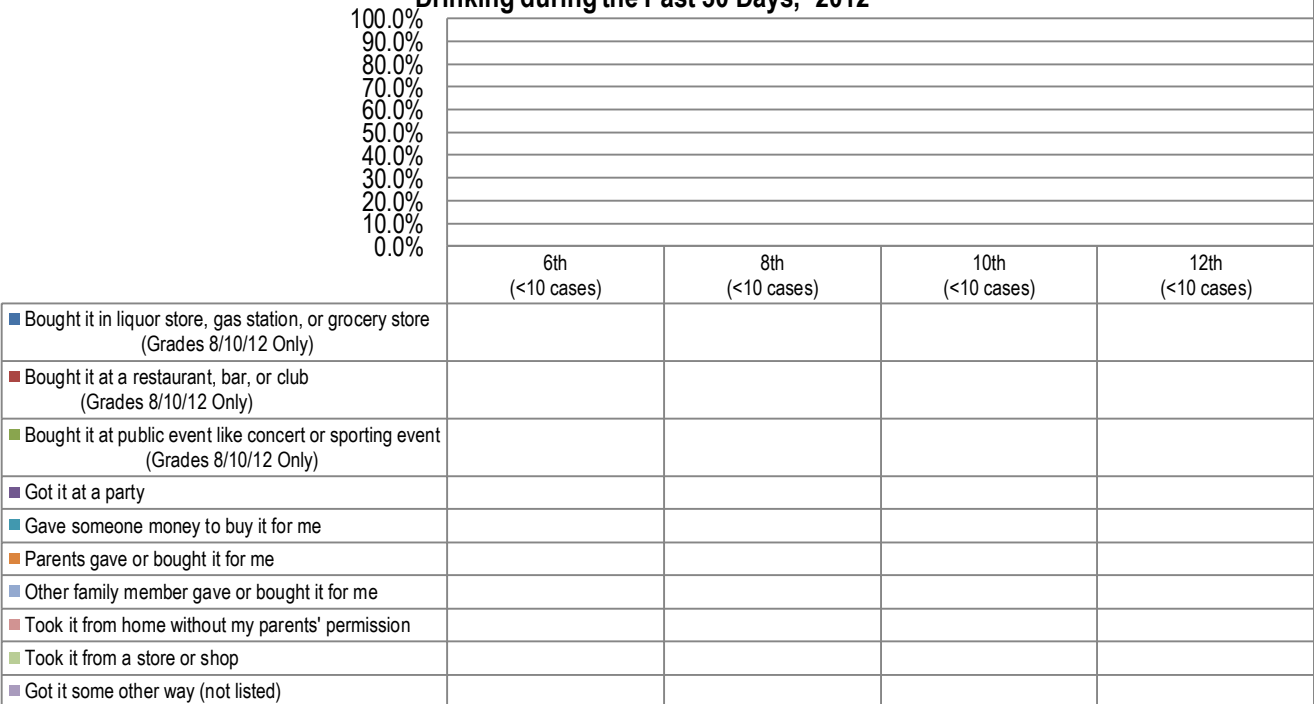 Drinking during the Past 30 Days, 2012
100.0%
90.0%
80.0%
70.0%
60.0%
50.0%
40.0%
30.0%
20.0%
10.0%
0.0%
6th 8th 10th 12th
(<10 cases) (<10 cases) (<10 cases) (<10 cases)
Bought it in liquor store, gas station, or grocery store
(Grades 8/10/12 Only)
Bought it at a restaurant, bar, or club
(Grades 8/10/12 Only)
Bought it at public event like concert or sporting event
(Grades 8/10/12 Only)
Got it at a party
Gave someone money to buy it for me
Parents gave or bought it for me
Other family member gave or bought it for me
Took it from home without my parents' permission
Took it from a store or shop
Got it some other way (not listed)